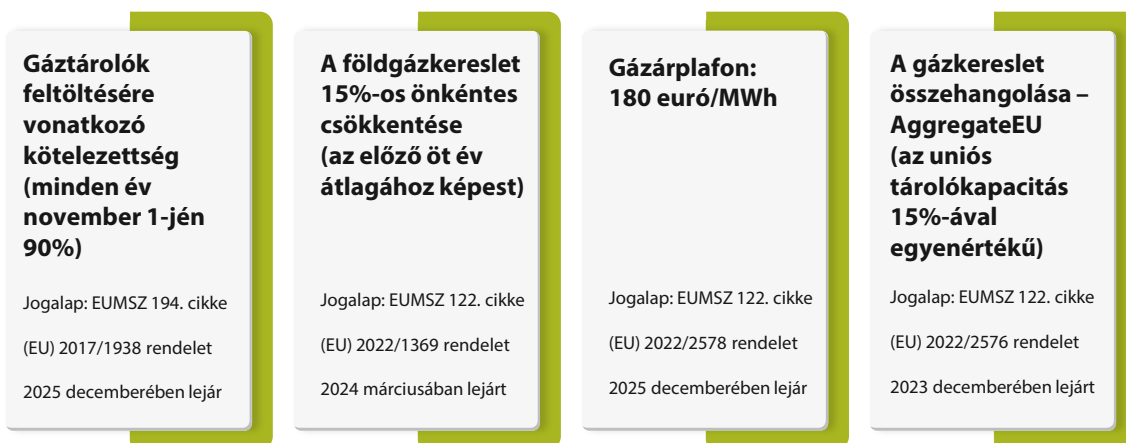 Gáztárolók
feltöltésére
vonatkozó
kötelezettség
(minden év
november 1-jén
90%)
Jogalap: EUMSZ 194. cikke
(EU) 2017/1938 rendelet
2025 decemberében lejár
A földgázkereslet
15%-os önkéntes
csökkentése
(az előző öt év
átlagához képest)
Jogalap: EUMSZ 122. cikke
(EU) 2022/1369 rendelet
2024 márciusában lejárt
Gázárplafon:
180 euró/MWh
Jogalap: EUMSZ 122. cikke
(EU) 2022/2578 rendelet
2025 decemberében lejár
A gázkereslet
összehangolása –
AggregateEU
(az uniós
tárolókapacitás
15%-ával
egyenértékű)
Jogalap: EUMSZ 122. cikke
(EU) 2022/2576 rendelet
2023 decemberében lejárt